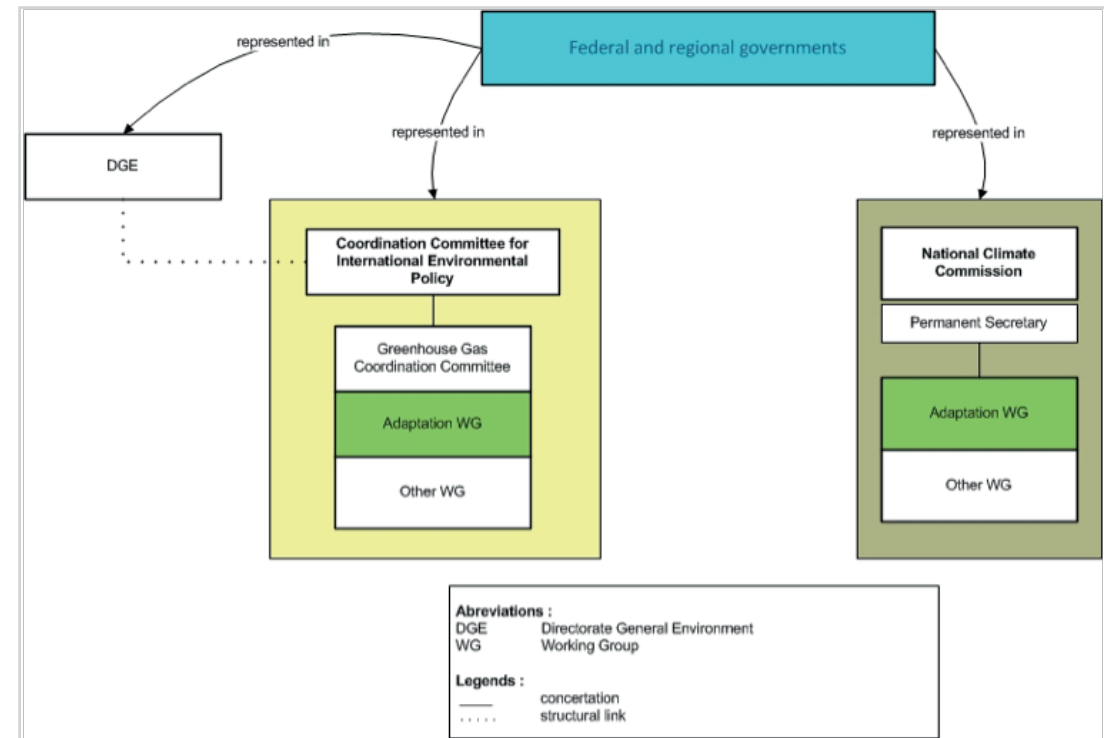 Federal and regional governments
represented in
represented in
represented in
DGE
Coordination Committee for
International Environmental
Policy
Greenhouse Gas
Coordination Committee
Adaptation WG
Other WG
National Climate
Commission
Permanent Secretary
Adaptation WG
Other WG
Abreviations :
DGE Directorate General Environment
WG Working Group
Legends :
____ concertation
. . . . . structural link